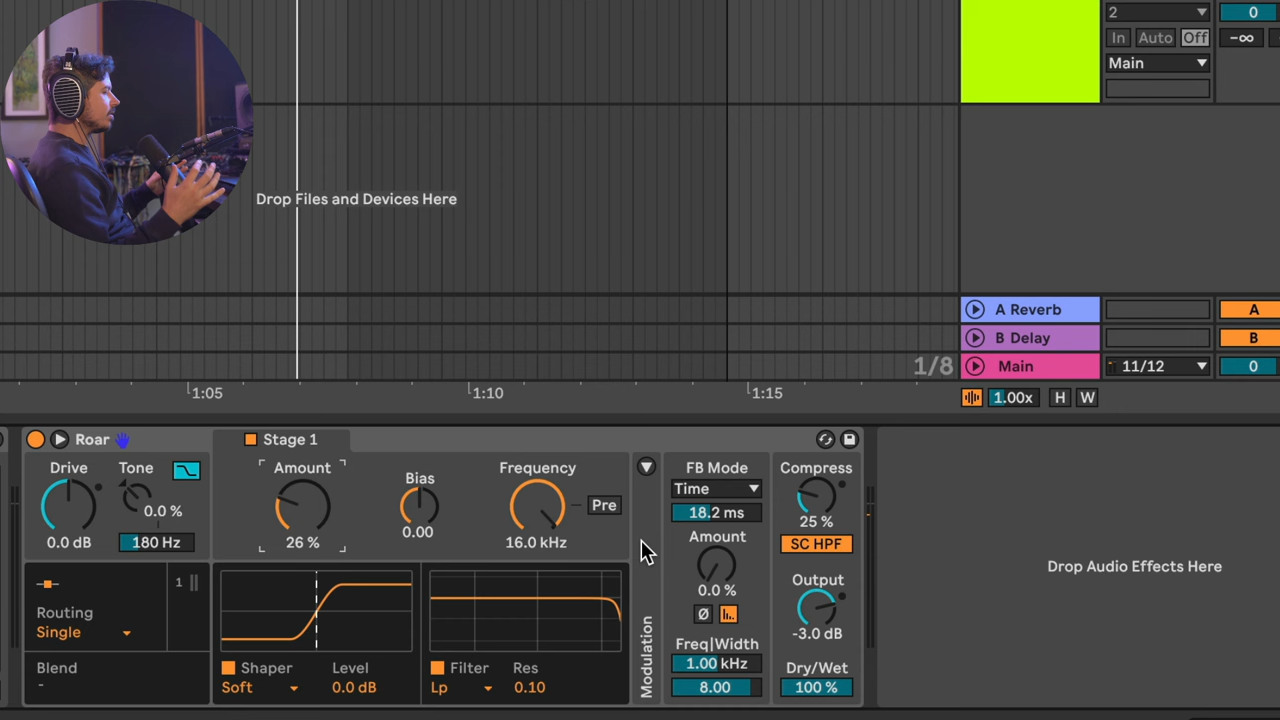 2
0
In
Auto
Off
-∞
Main
Drop Files and Devices Here
A Reverb
A
B Delay
B
1/8
Main
11/12
0
1:05
1:10
1:15
1.00x
H
W
Roar
Stage 1
Drive
Tone
0.0 %
0.0 dB
180 Hz
Amount
26 %
Bias
0.00
Frequency
Pre
16.0 kHz
Modulation
FB Mode
Time
18.2 ms
Amount
0.0 %
Ø
Freq|Width
1.00 kHz
8.00
Compress
25 %
SC HPF
Output
-3.0 dB
Dry/Wet
100 %
1
Routing
Single
Blend
-
Shaper
Level
Soft
0.0 dB
Filter
Res
Lp
0.10
Drop Audio Effects Here